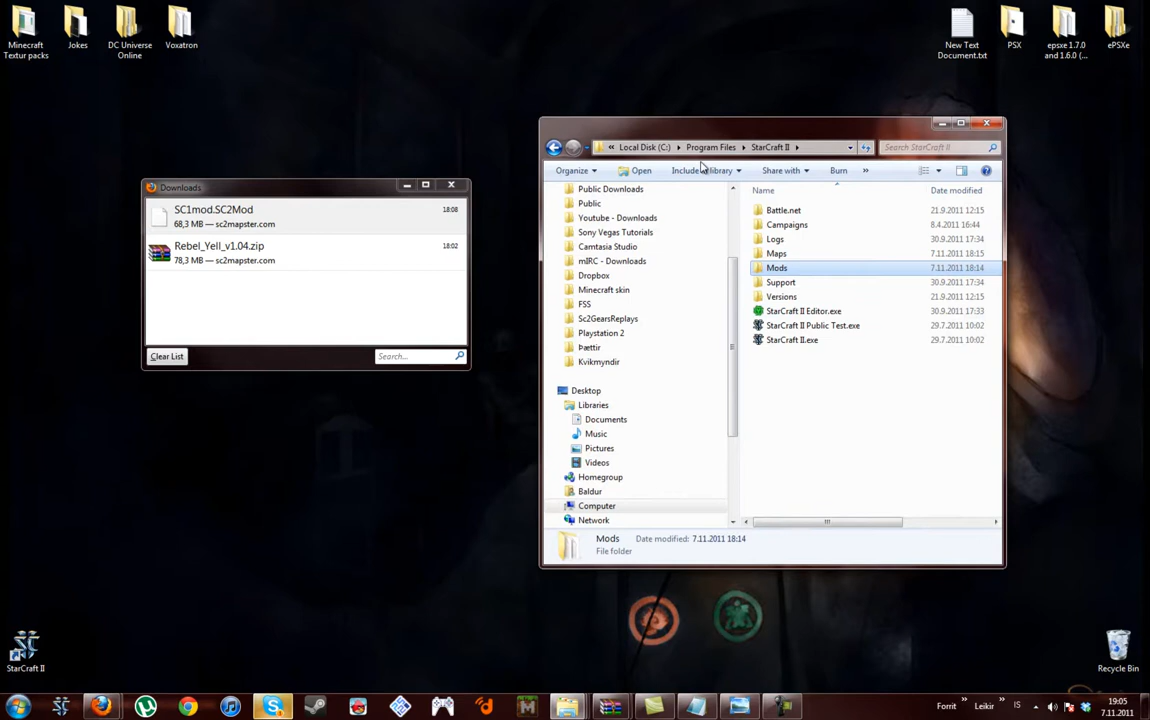 Minecraft
Textur packs
Jokes
DC Universe
Online
Voxatron
New Text
Document.txt
PSX
epsxe 1.7.0
and 1.6.0 (...
ePSXe
Downloads
SC1mod.SC2Mod
18:08
68,3 MB — sc2mapster.com
Rebel_Yell_v1.04.zip
18:02
78,3 MB — sc2mapster.com
Clear List
Search...
« Local Disk (C:) Program Files StarCraft II
Search StarCraft II
Organize
Open
Include in library
Share with
Burn
»
Public Downloads
Public
Youtube - Downloads
Sony Vegas Tutorials
Camtasia Studio
mIRC - Downloads
Dropbox
Minecraft skin
FSS
Sc2GearsReplays
Playstation 2
Þættir
Kvikmyndir
Desktop
Libraries
Documents
Music
Pictures
Videos
Homegroup
Baldur
Computer
Network
Name
Date modified
Battle.net 21.9.2011 12:15
Campaigns 8.4.2011 16:44
Logs 30.9.2011 17:34
Maps 7.11.2011 18:15
Mods 7.11.2011 18:14
Support 30.9.2011 17:34
Versions 21.9.2011 12:15
StarCraft II Editor.exe 30.9.2011 17:33
StarCraft II Public Test.exe 29.7.2011 10:02
StarCraft II.exe 29.7.2011 10:02
Mods Date modified: 7.11.2011 18:14
File folder
StarCraft II
Recycle Bin
Forrit »
Leikir »
IS
19:05
7.11.2011